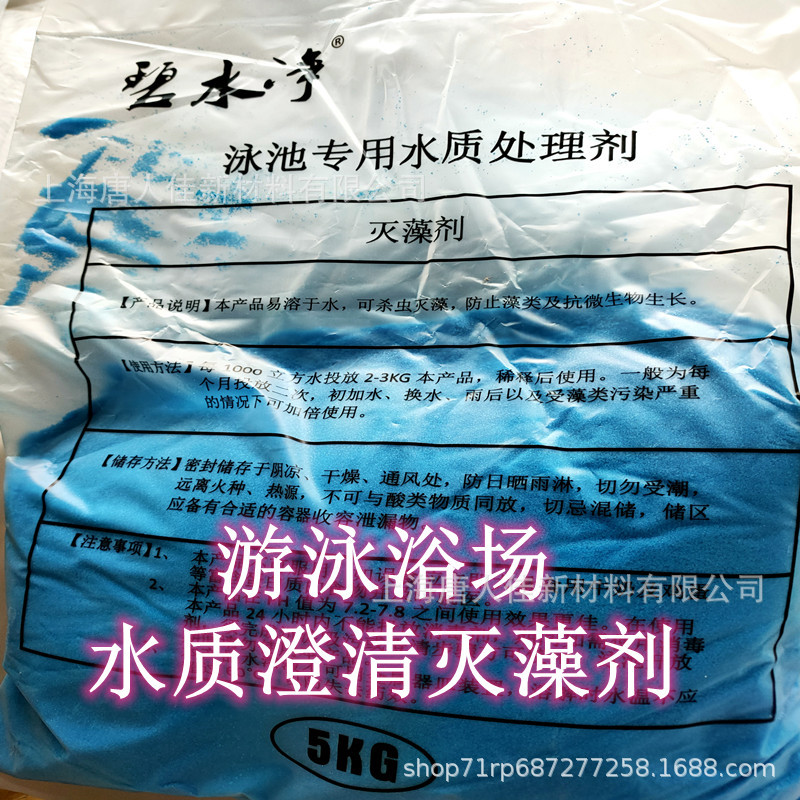 碧水净®
泳池专用水质处理剂
上海唐人佳新材料有限公司
灭藻剂
【产品说明】本产品易溶于水，可杀虫灭藻，防止藻类及抗微生物生长。
【使用方法】每1000立方水投放2-3KG本产品，稀释后使用。一般为每
个月投放二次，初加水、换水、雨后以及受藻类污染严重
的情况下可加倍使用。
【储存方法】密封储存于阴凉、干燥、通风处，防日晒雨淋，切勿受潮，
远离火种、热源，不可与酸类物质同放，切忌混储，储区
应备有合适的容器收容泄漏物。
【注意事项】1、
游泳浴场
上海唐人佳新材料有限公司
2、
值为7.2-7.8之间使用效果更佳。在使用
本产品24小时内不能
水质澄清灭藻剂
5KG
shop71rp687277258.1688.com